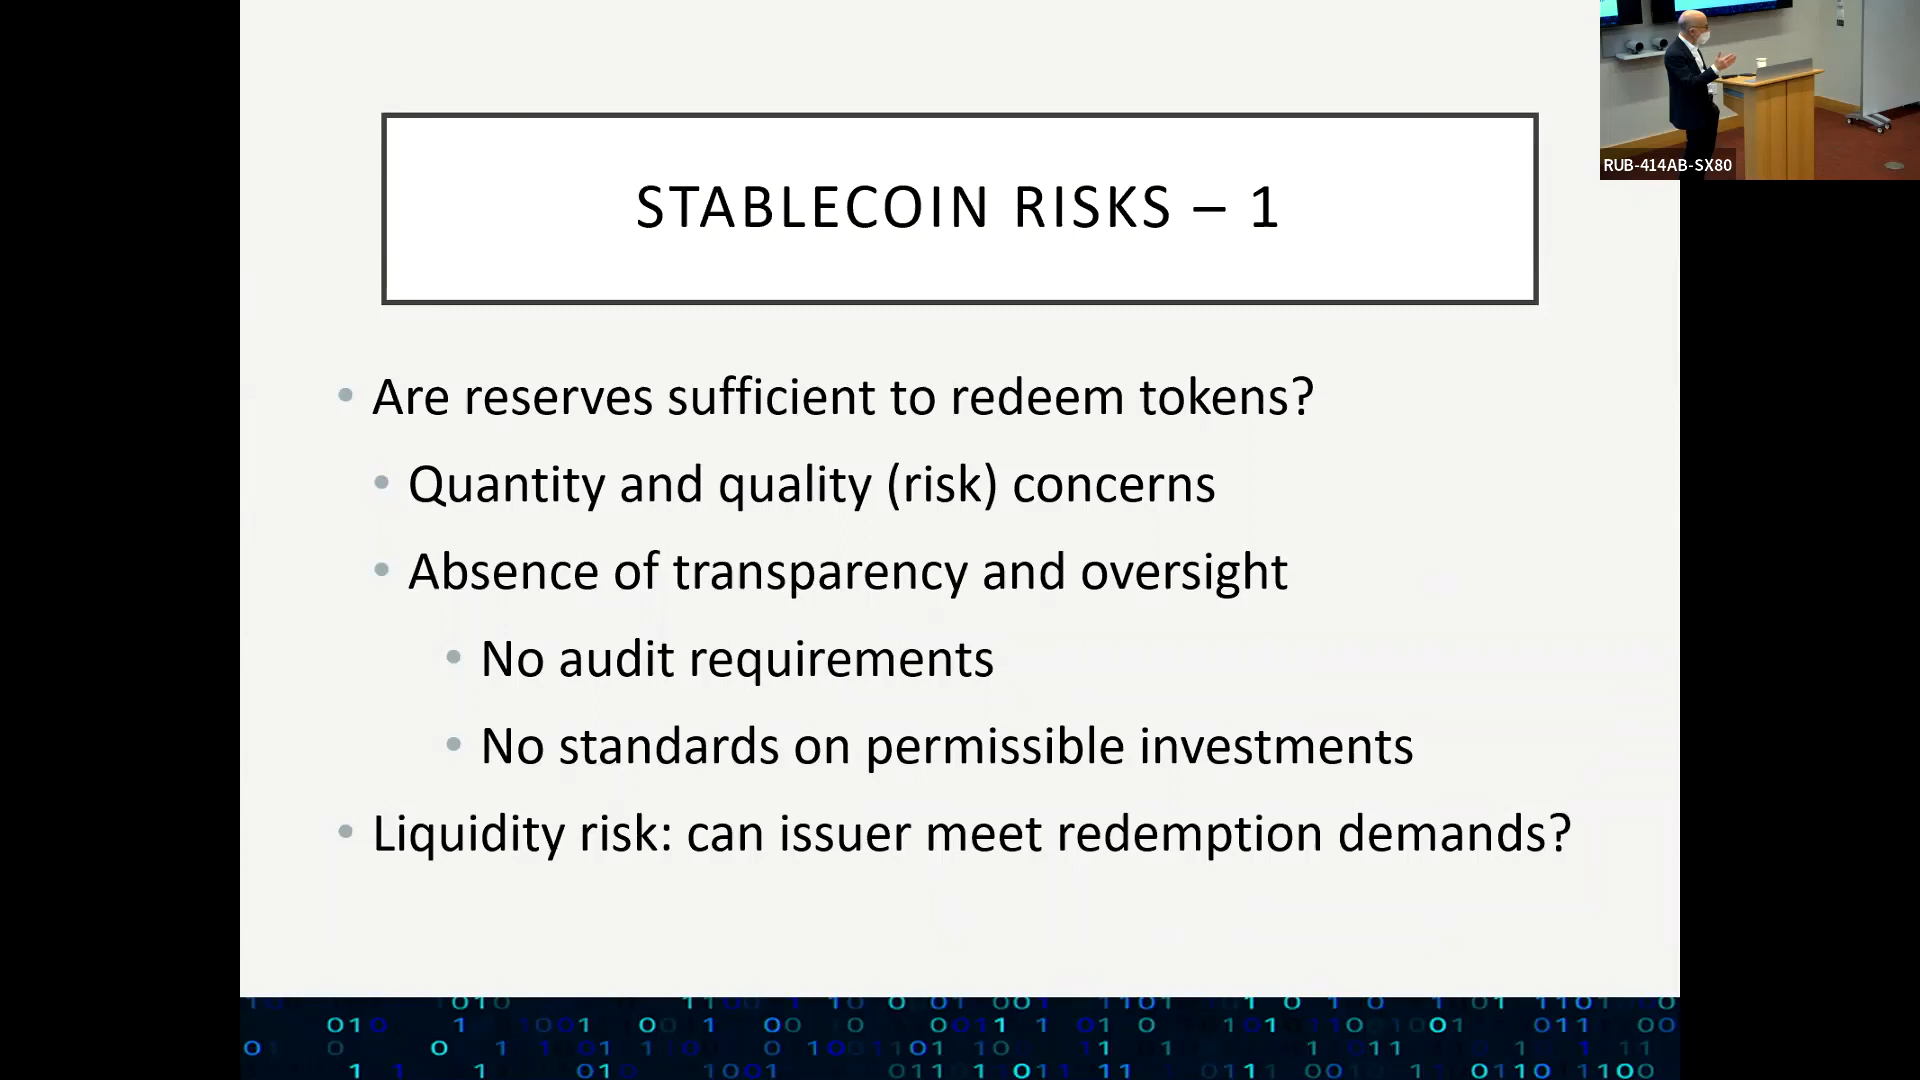 STABLECOIN RISKS – 1
RUB-414AB-SX80
• Are reserves sufficient to redeem tokens?
• Quantity and quality (risk) concerns
• Absence of transparency and oversight
• No audit requirements
• No standards on permissible investments
• Liquidity risk: can issuer meet redemption demands?